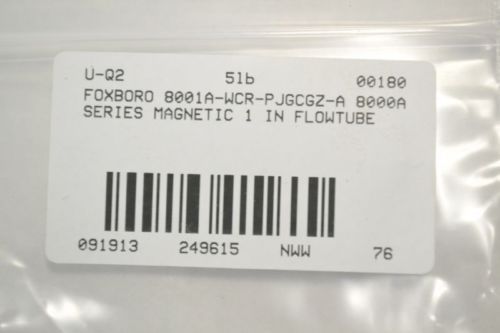 U-Q2 51b 00180
FOXBORO 8001A-WCR-PJGCGZ-A 8000A
SERIES MAGNETIC 1 IN FLOWTUBE
091913 249615 NWW 76